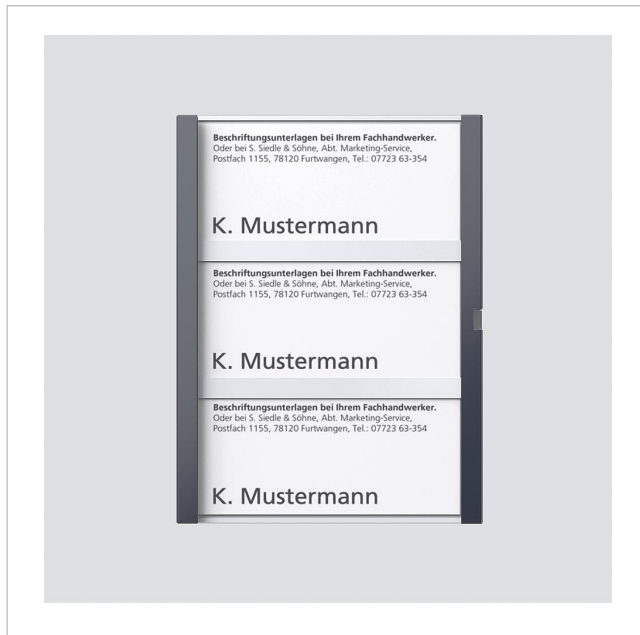 Beschriftungsunterlagen bei Ihrem Fachhandwerker.
Oder bei S. Siedle & Söhne, Abt. Marketing-Service,
Postfach 1155, 78120 Furtwangen, Tel.: 07723 63-354
K. Mustermann
Beschriftungsunterlagen bei Ihrem Fachhandwerker.
Oder bei S. Siedle & Söhne, Abt. Marketing-Service,
Postfach 1155, 78120 Furtwangen, Tel.: 07723 63-354
K. Mustermann
Beschriftungsunterlagen bei Ihrem Fachhandwerker.
Oder bei S. Siedle & Söhne, Abt. Marketing-Service,
Postfach 1155, 78120 Furtwangen, Tel.: 07723 63-354
K. Mustermann